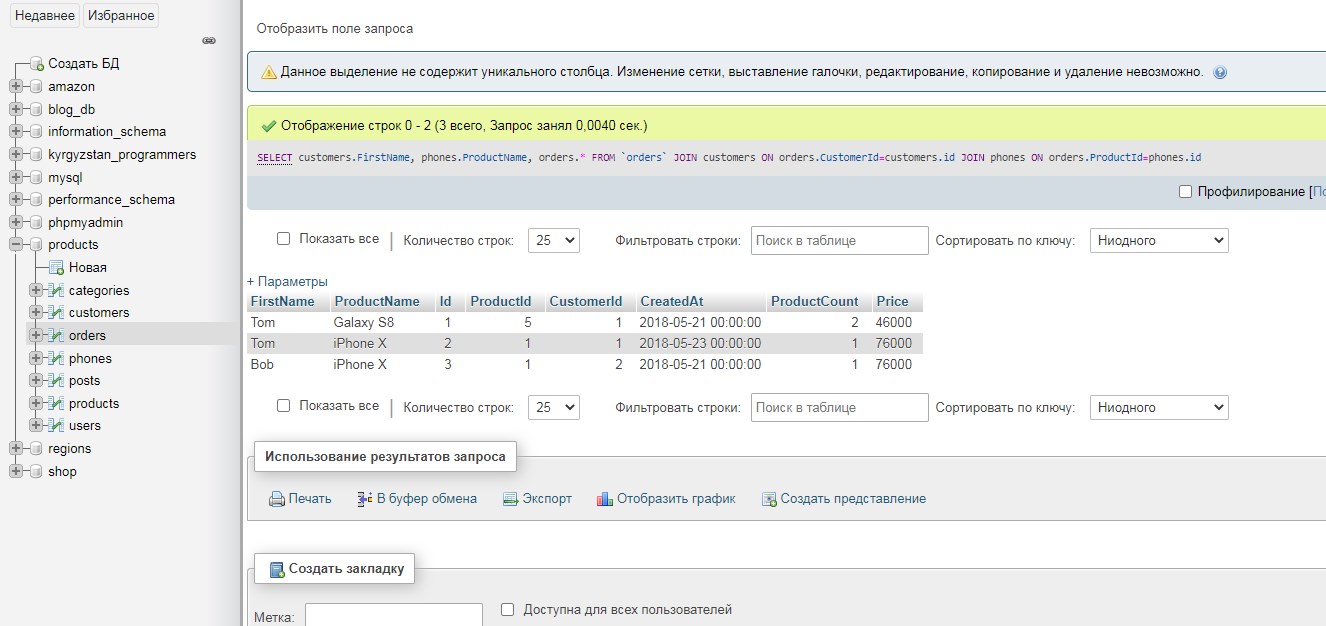 Недавнее Избранное
Создать БД
amazon
blog_db
information_schema
kyrgyzstan_programmers
mysql
performance_schema
phpmyadmin
products
Новая
categories
customers
orders
phones
posts
products
users
regions
shop
Отобразить поле запроса
Данное выделение не содержит уникального столбца. Изменение сетки, выставление галочки, редактирование, копирование и удаление невозможно.
Отображение строк 0 - 2 (3 всего, Запрос занял 0,0040 сек.)
SELECT customers.FirstName, phones.ProductName, orders.* FROM `orders` JOIN customers ON orders.CustomerId=customers.id JOIN phones ON orders.ProductId=phones.id
Профилирование [По
Показать все | Количество строк: 25 Фильтровать строки: Поиск в таблице Сортировать по ключу: Ниодного
+ Параметры
FirstName ProductName Id ProductId CustomerId CreatedAt ProductCount Price
Tom Galaxy S8 1 5 1 2018-05-21 00:00:00 2 46000
Tom iPhone X 2 1 1 2018-05-23 00:00:00 1 76000
Bob iPhone X 3 1 2 2018-05-21 00:00:00 1 76000
Показать все | Количество строк: 25 Фильтровать строки: Поиск в таблице Сортировать по ключу: Ниодного
Использование результатов запроса
Печать В буфер обмена Экспорт Отобразить график Создать представление
Создать закладку
Метка: Доступна для всех пользователей